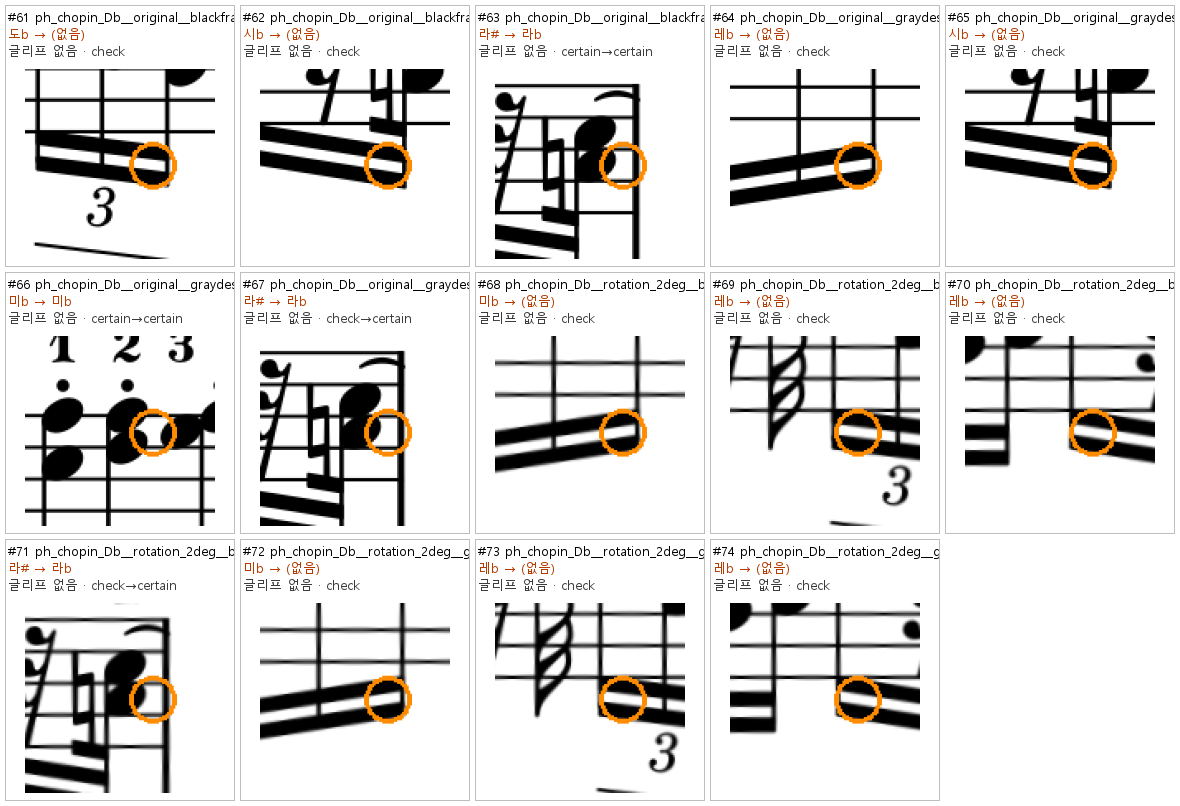 #61 ph_chopin_Db__original__blackfra
도b → (없음)
글리프 없음 · check
3
#62 ph_chopin_Db__original__blackfra
시b → (없음)
글리프 없음 · check
#63 ph_chopin_Db__original__blackfra
라# → 라b
글리프 없음 · certain→certain
#64 ph_chopin_Db__original__graydes
레b → (없음)
글리프 없음 · check
#65 ph_chopin_Db__original__graydes
시b → (없음)
글리프 없음 · check
#66 ph_chopin_Db__original__graydes
미b → 미b
글리프 없음 · certain→certain
1 2 3
#67 ph_chopin_Db__original__graydes
라# → 라b
글리프 없음 · check→certain
#68 ph_chopin_Db__rotation_2deg__b
미b → (없음)
글리프 없음 · check
#69 ph_chopin_Db__rotation_2deg__b
레b → (없음)
글리프 없음 · check
3
#70 ph_chopin_Db__rotation_2deg__b
레b → (없음)
글리프 없음 · check
#71 ph_chopin_Db__rotation_2deg__b
라# → 라b
글리프 없음 · check→certain
#72 ph_chopin_Db__rotation_2deg__g
미b → (없음)
글리프 없음 · check
#73 ph_chopin_Db__rotation_2deg__g
레b → (없음)
글리프 없음 · check
3
#74 ph_chopin_Db__rotation_2deg__g
레b → (없음)
글리프 없음 · check